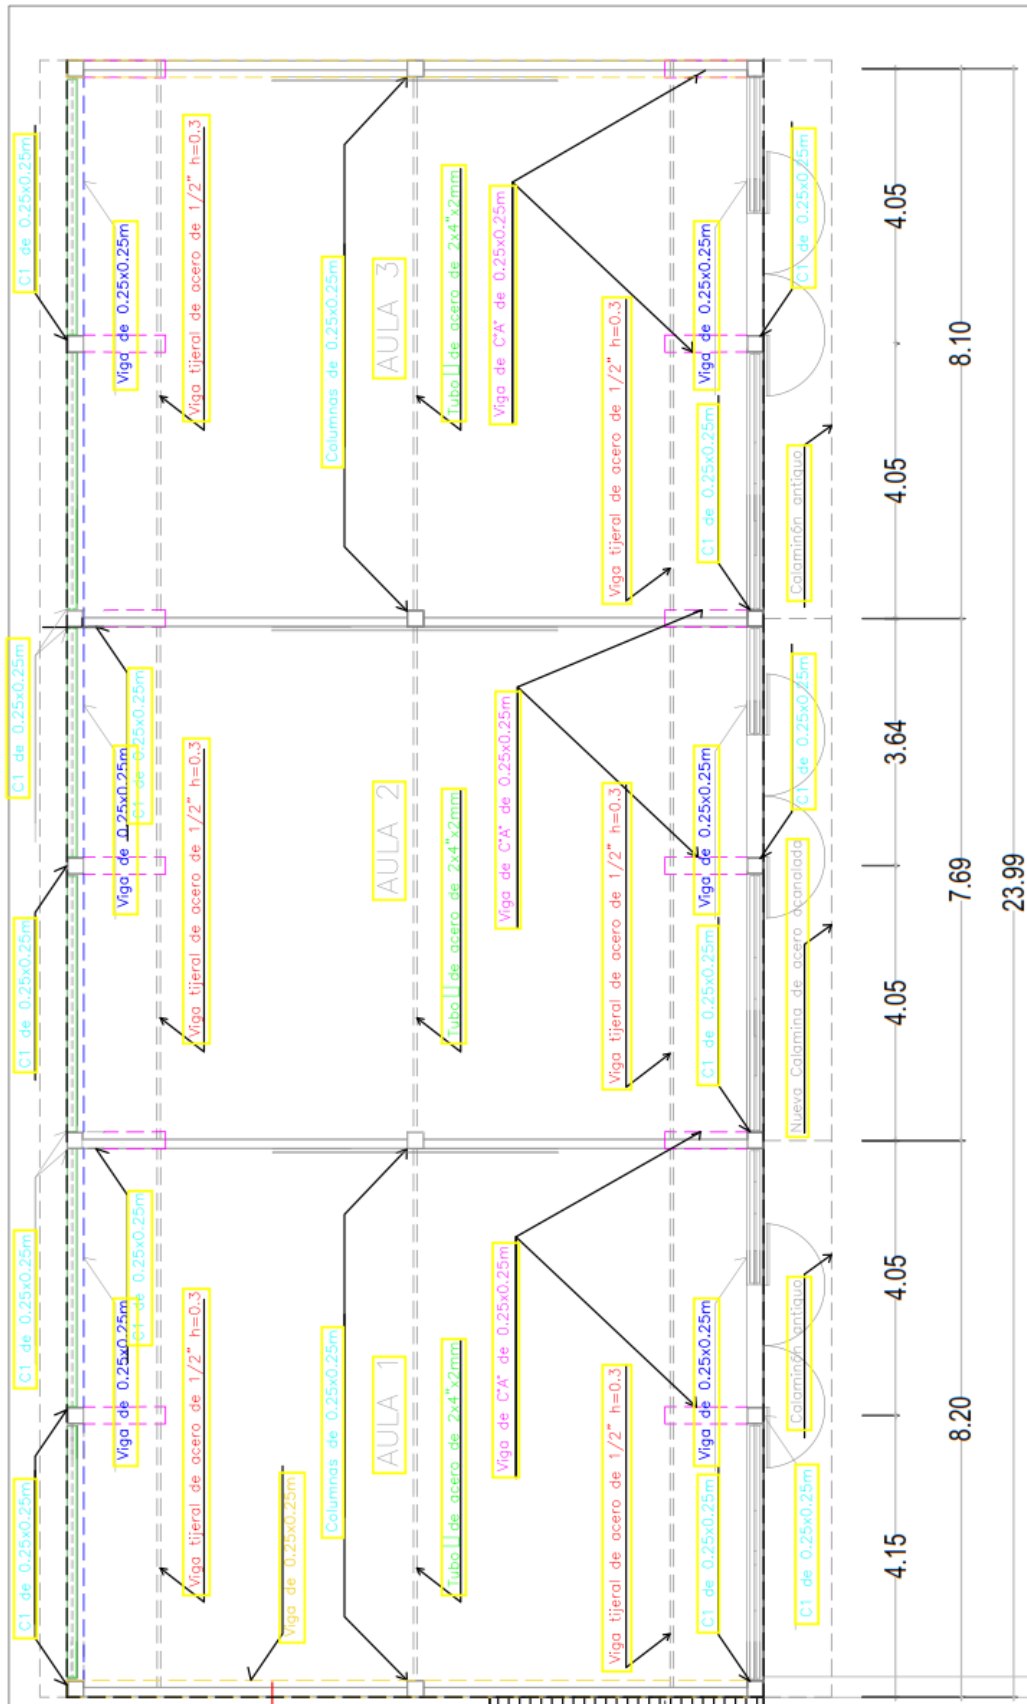 C1 de 0.25x0.25m
Viga de 0.25x0.25m
Viga tijeral de acero de 1/2" h=0.3
Columnas de 0.25x0.25m
AULA 3
Tubo [] de acero de 2x4"x2mm
Viga de C°A° de 0.25x0.25m
Viga tijeral de acero de 1/2" h=0.3
Viga de 0.25x0.25m
C1 de 0.25x0.25m
C1 de 0.25x0.25m
Calaminón antiguo
4.05
4.05
8.10
C1 de 0.25x0.25m
C1 de 0.25x0.25m
C1 de 0.25x0.25m
Viga de 0.25x0.25m
Viga tijeral de acero de 1/2" h=0.3
AULA 2
Tubo [] de acero de 2x4"x2mm
Viga de C°A° de 0.25x0.25m
Viga tijeral de acero de 1/2" h=0.3
Viga de 0.25x0.25m
C1 de 0.25x0.25m
C1 de 0.25x0.25m
Nueva Calamina de acero acanalada
3.64
4.05
7.69
23.99
C1 de 0.25x0.25m
C1 de 0.25x0.25m
C1 de 0.25x0.25m
Viga de 0.25x0.25m
Viga tijeral de acero de 1/2" h=0.3
Viga de 0.25x0.25m
Columnas de 0.25x0.25m
AULA 1
Tubo [] de acero de 2x4"x2mm
Viga de C°A° de 0.25x0.25m
Viga tijeral de acero de 1/2" h=0.3
Viga de 0.25x0.25m
C1 de 0.25x0.25m
Calaminón antiguo
C1 de 0.25x0.25m
4.05
4.15
8.20